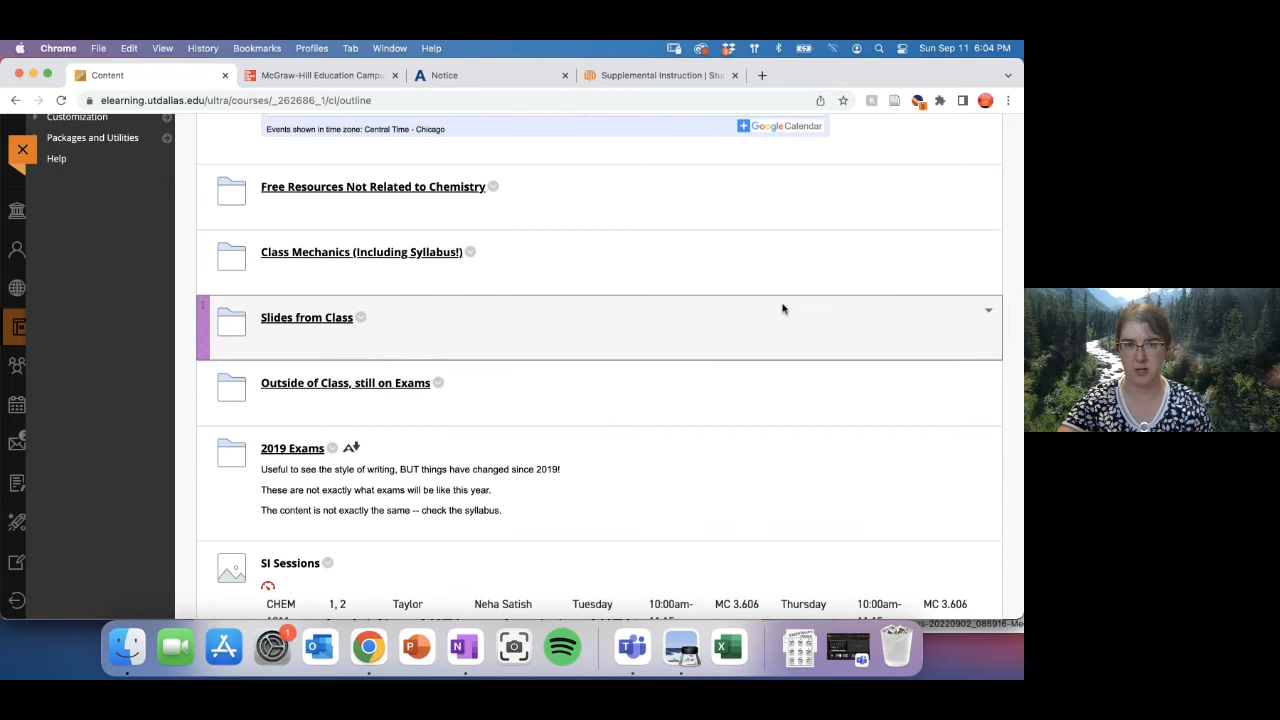 Chrome File Edit View History Bookmarks Profiles Tab Window Help Sun Sep 11 6:04 PM
Content McGraw-Hill Education Campu Notice Supplemental Instruction | Stu
elearning.utdallas.edu/ultra/courses/_262686_1/cl/outline
Customization
Packages and Utilities
Help
Events shown in time zone: Central Time - Chicago
GoogleCalendar
Free Resources Not Related to Chemistry
Class Mechanics (Including Syllabus!)
Slides from Class
Outside of Class, still on Exams
2019 Exams
Useful to see the style of writing, BUT things have changed since 2019!
These are not exactly what exams will be like this year.
The content is not exactly the same -- check the syllabus.
SI Sessions
CHEM 1, 2 Taylor Neha Satish Tuesday 10:00am- MC 3.606 Thursday 10:00am- MC 3.606